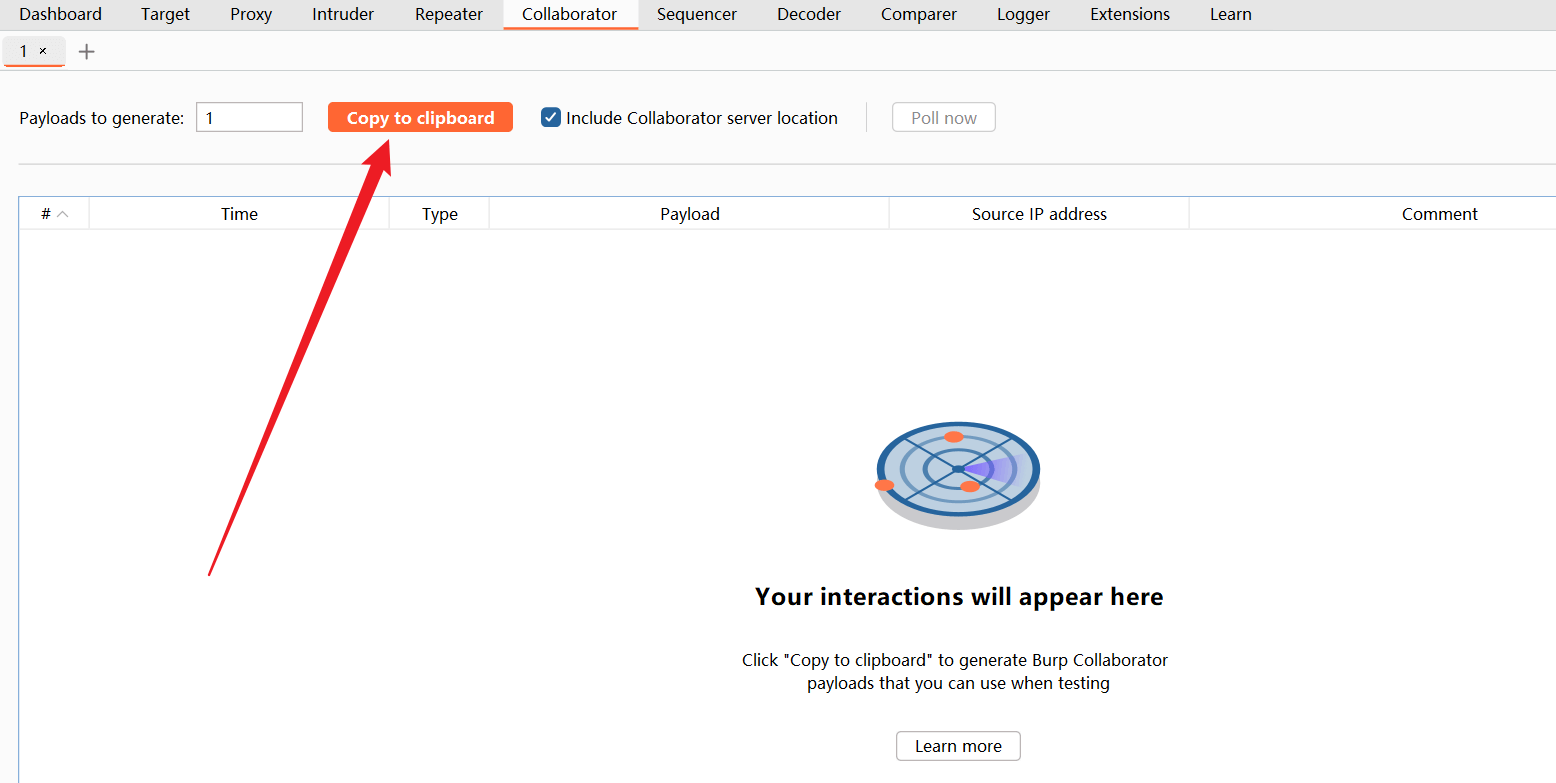 Dashboard Target Proxy Intruder Repeater Collaborator Sequencer Decoder Comparer Logger Extensions Learn
1 × +
Payloads to generate: 1 Copy to clipboard Include Collaborator server location Poll now
# Time Type Payload Source IP address Comment
Your interactions will appear here
Click "Copy to clipboard" to generate Burp Collaborator
payloads that you can use when testing
Learn more